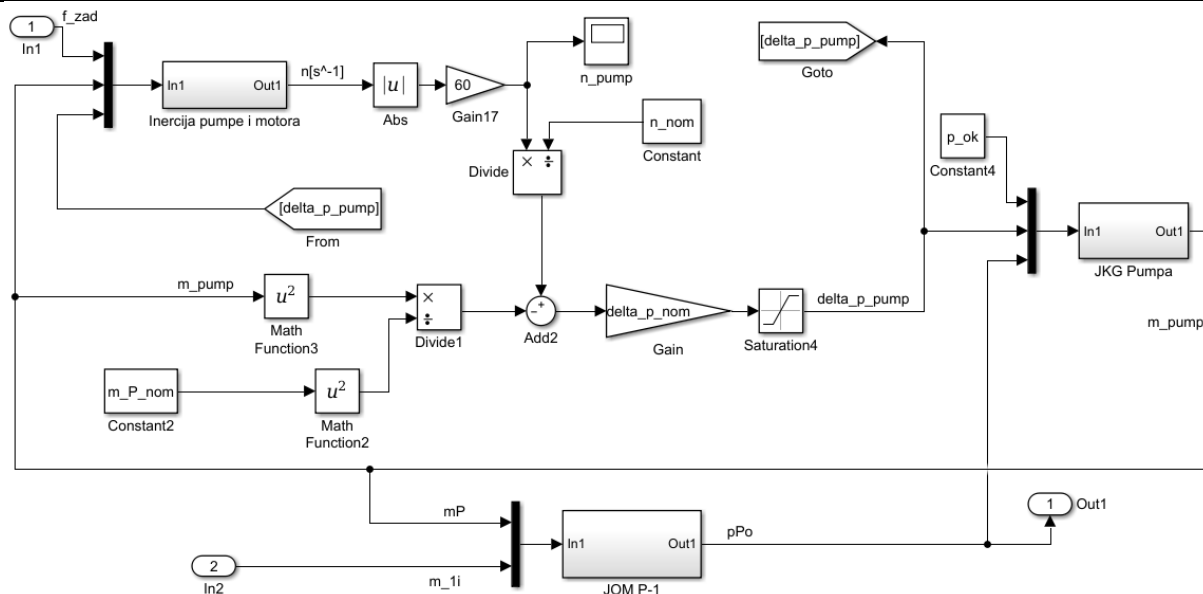 1
f_zad
In1
In1
Out1
Inercija pumpe i motora
n[s^-1]
|u|
Abs
60
Gain17
n_pump
[delta_p_pump]
Goto
n_nom
Constant
× ÷
Divide
p_ok
Constant4
[delta_p_pump]
From
In1
Out1
JKG Pumpa
m_pump
u²
Math
Function3
×
÷
Divide1
-
+
Add2
delta_p_nom
Gain
Saturation4
delta_p_pump
m_pump
m_P_nom
Constant2
u²
Math
Function2
mP
2
In2
m_1i
In1
Out1
JOM P-1
pPo
1
Out1